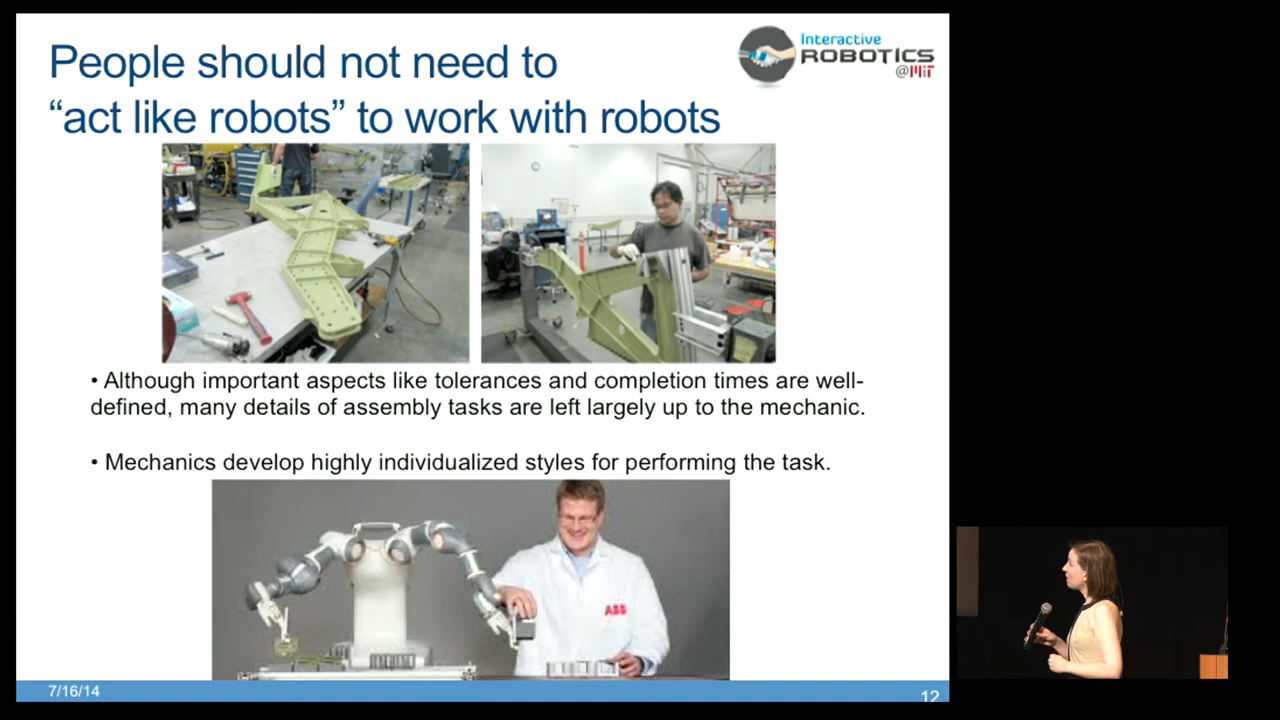 People should not need to
“act like robots” to work with robots
Interactive
ROBOTICS
@MIT
• Although important aspects like tolerances and completion times are well-
defined, many details of assembly tasks are left largely up to the mechanic.
• Mechanics develop highly individualized styles for performing the task.
ABB
7/16/14
12